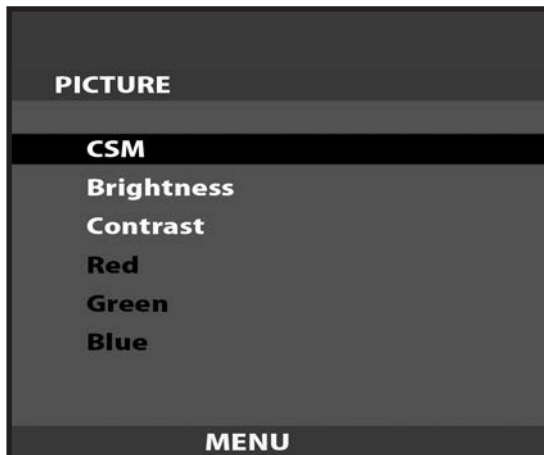 PICTURE
CSM
Brightness
Contrast
Red
Green
Blue
MENU